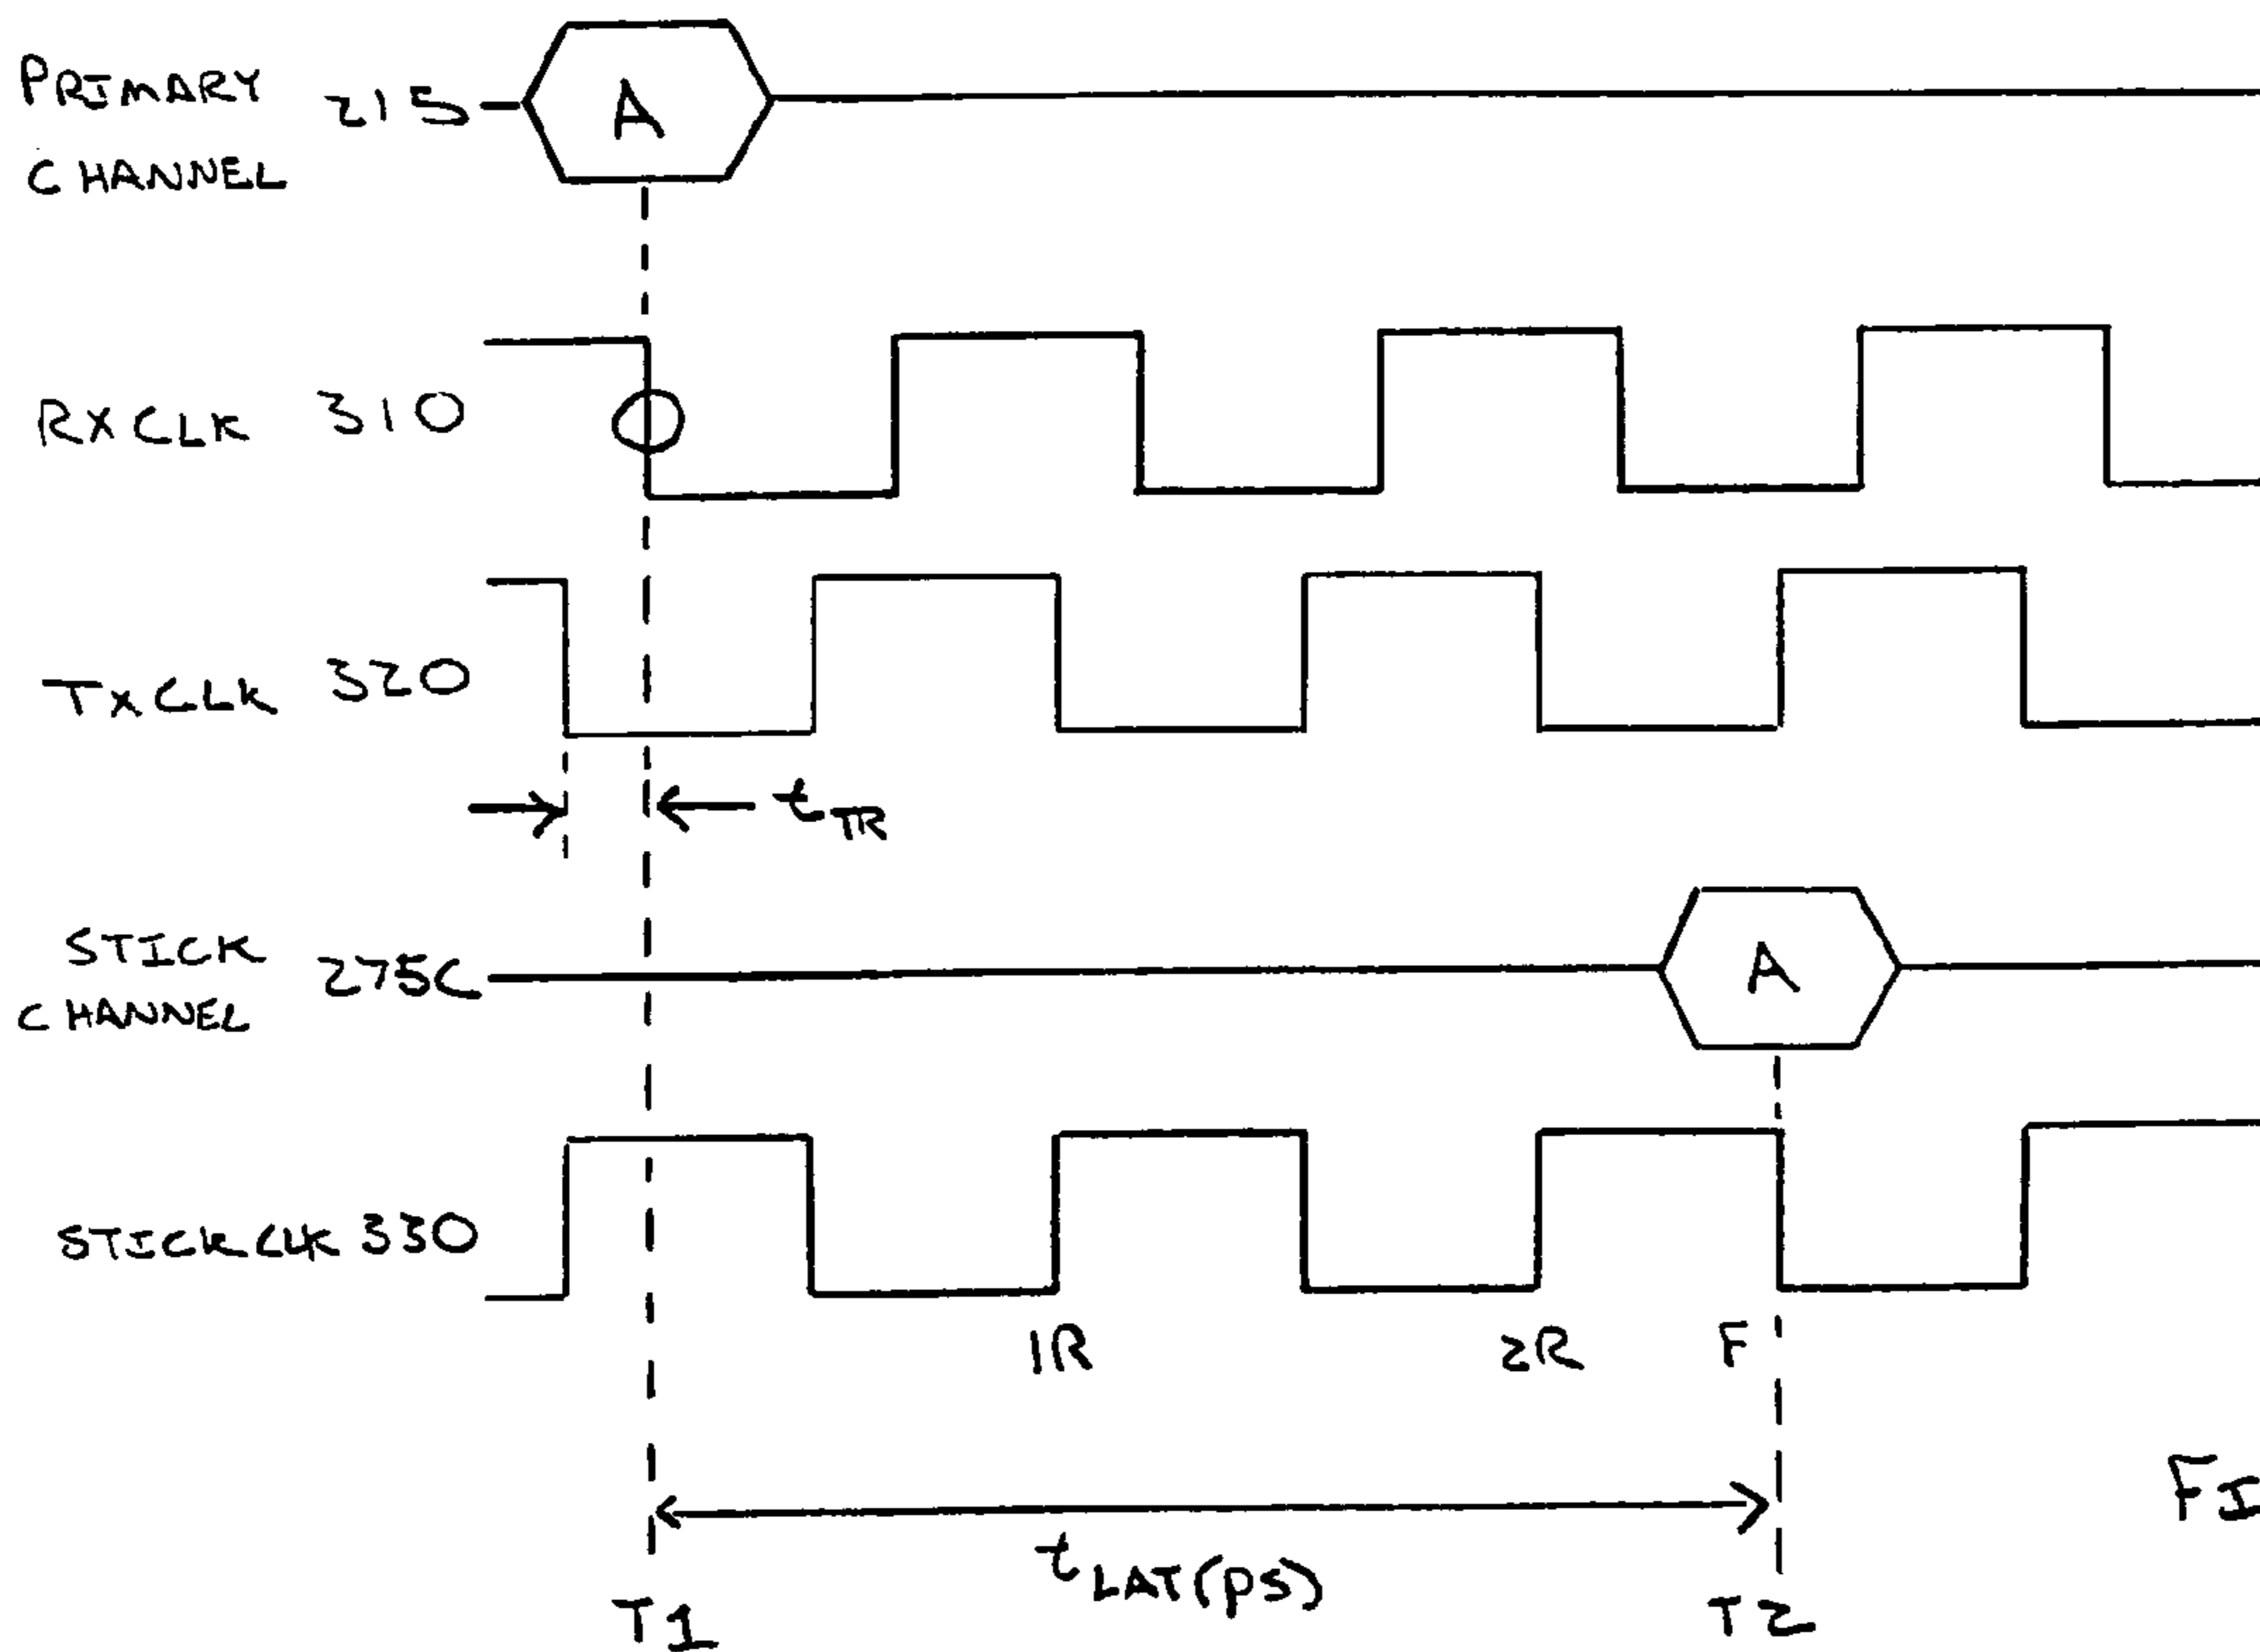 PRIMARY
CHANNEL 215
A
RXCLK 310
TXCLK 320
tTR
STICK
CHANNEL 275C
A
STICKCLK 330
1R 2R F
FI
tLAT(ps)
T1 T2